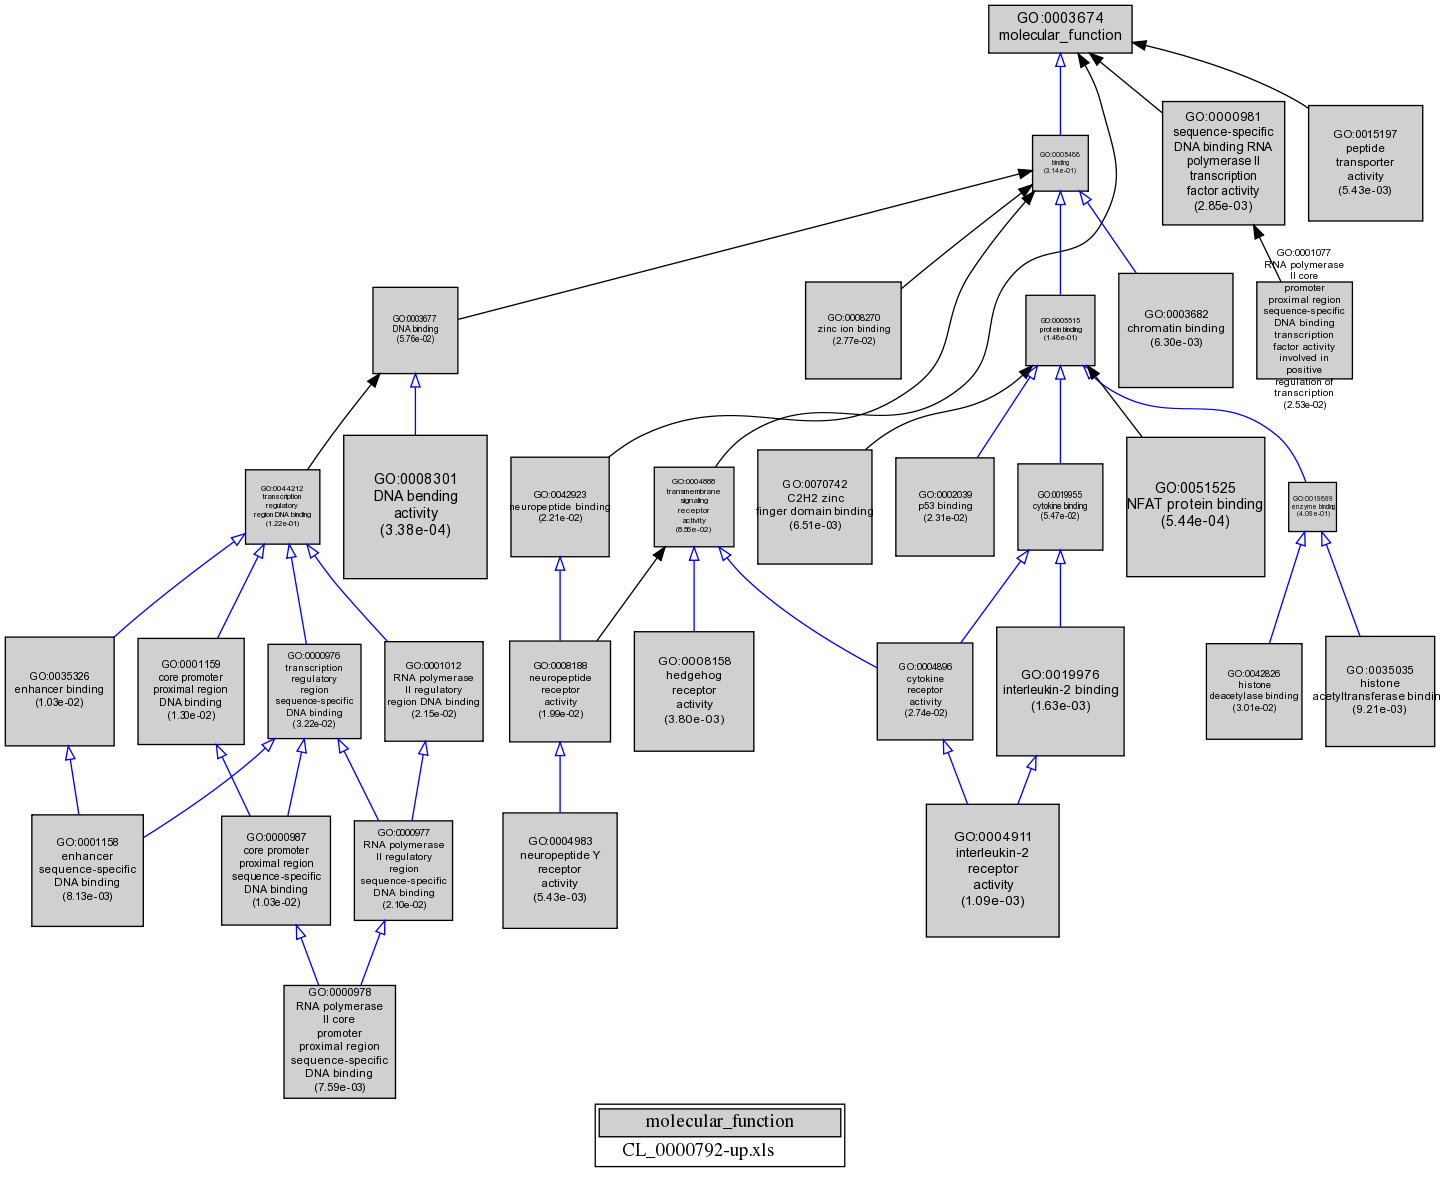 GO:0003674
molecular_function
GO:0000981
sequence-specific
DNA binding RNA
polymerase II
transcription
factor activity
(2.85e-03)
GO:0015197
peptide
transporter
activity
(5.43e-03)
GO:0005488
binding
(3.14e-01)
GO:0001077
RNA polymerase
II core
promoter
proximal region
sequence-specific
DNA binding
transcription
factor activity
involved in
positive
regulation of
transcription
(2.53e-02)
GO:0003677
DNA binding
(5.76e-02)
GO:0008270
zinc ion binding
(2.77e-02)
GO:0005515
protein binding
(1.46e-01)
GO:0003682
chromatin binding
(6.30e-03)
GO:0008301
DNA bending
activity
(3.38e-04)
GO:0044212
transcription
regulatory
region DNA binding
(1.22e-01)
GO:0042923
neuropeptide binding
(2.21e-02)
GO:0004888
transmembrane
signaling
receptor
activity
(8.56e-02)
GO:0070742
C2H2 zinc
finger domain binding
(6.51e-03)
GO:0002039
p53 binding
(2.31e-02)
GO:0019955
cytokine binding
(5.47e-02)
GO:0051525
NFAT protein binding
(5.44e-04)
GO:0019899
enzyme binding
(4.09e-01)
GO:0035326
enhancer binding
(1.03e-02)
GO:0001159
core promoter
proximal region
DNA binding
(1.30e-02)
GO:0000976
transcription
regulatory
region
sequence-specific
DNA binding
(3.22e-02)
GO:0001012
RNA polymerase
II regulatory
region DNA binding
(2.15e-02)
GO:0008188
neuropeptide
receptor
activity
(1.99e-02)
GO:0008158
hedgehog
receptor
activity
(3.80e-03)
GO:0004896
cytokine
receptor
activity
(2.74e-02)
GO:0019976
interleukin-2 binding
(1.63e-03)
GO:0042826
histone
deacetylase binding
(3.01e-02)
GO:0035035
histone
acetyltransferase bindin
(9.21e-03)
GO:0001158
enhancer
sequence-specific
DNA binding
(8.13e-03)
GO:0000987
core promoter
proximal region
sequence-specific
DNA binding
(1.03e-02)
GO:0000977
RNA polymerase
II regulatory
region
sequence-specific
DNA binding
(2.10e-02)
GO:0004983
neuropeptide Y
receptor
activity
(5.43e-03)
GO:0004911
interleukin-2
receptor
activity
(1.09e-03)
GO:0000978
RNA polymerase
II core
promoter
proximal region
sequence-specific
DNA binding
(7.59e-03)
molecular_function
CL_0000792-up.xls